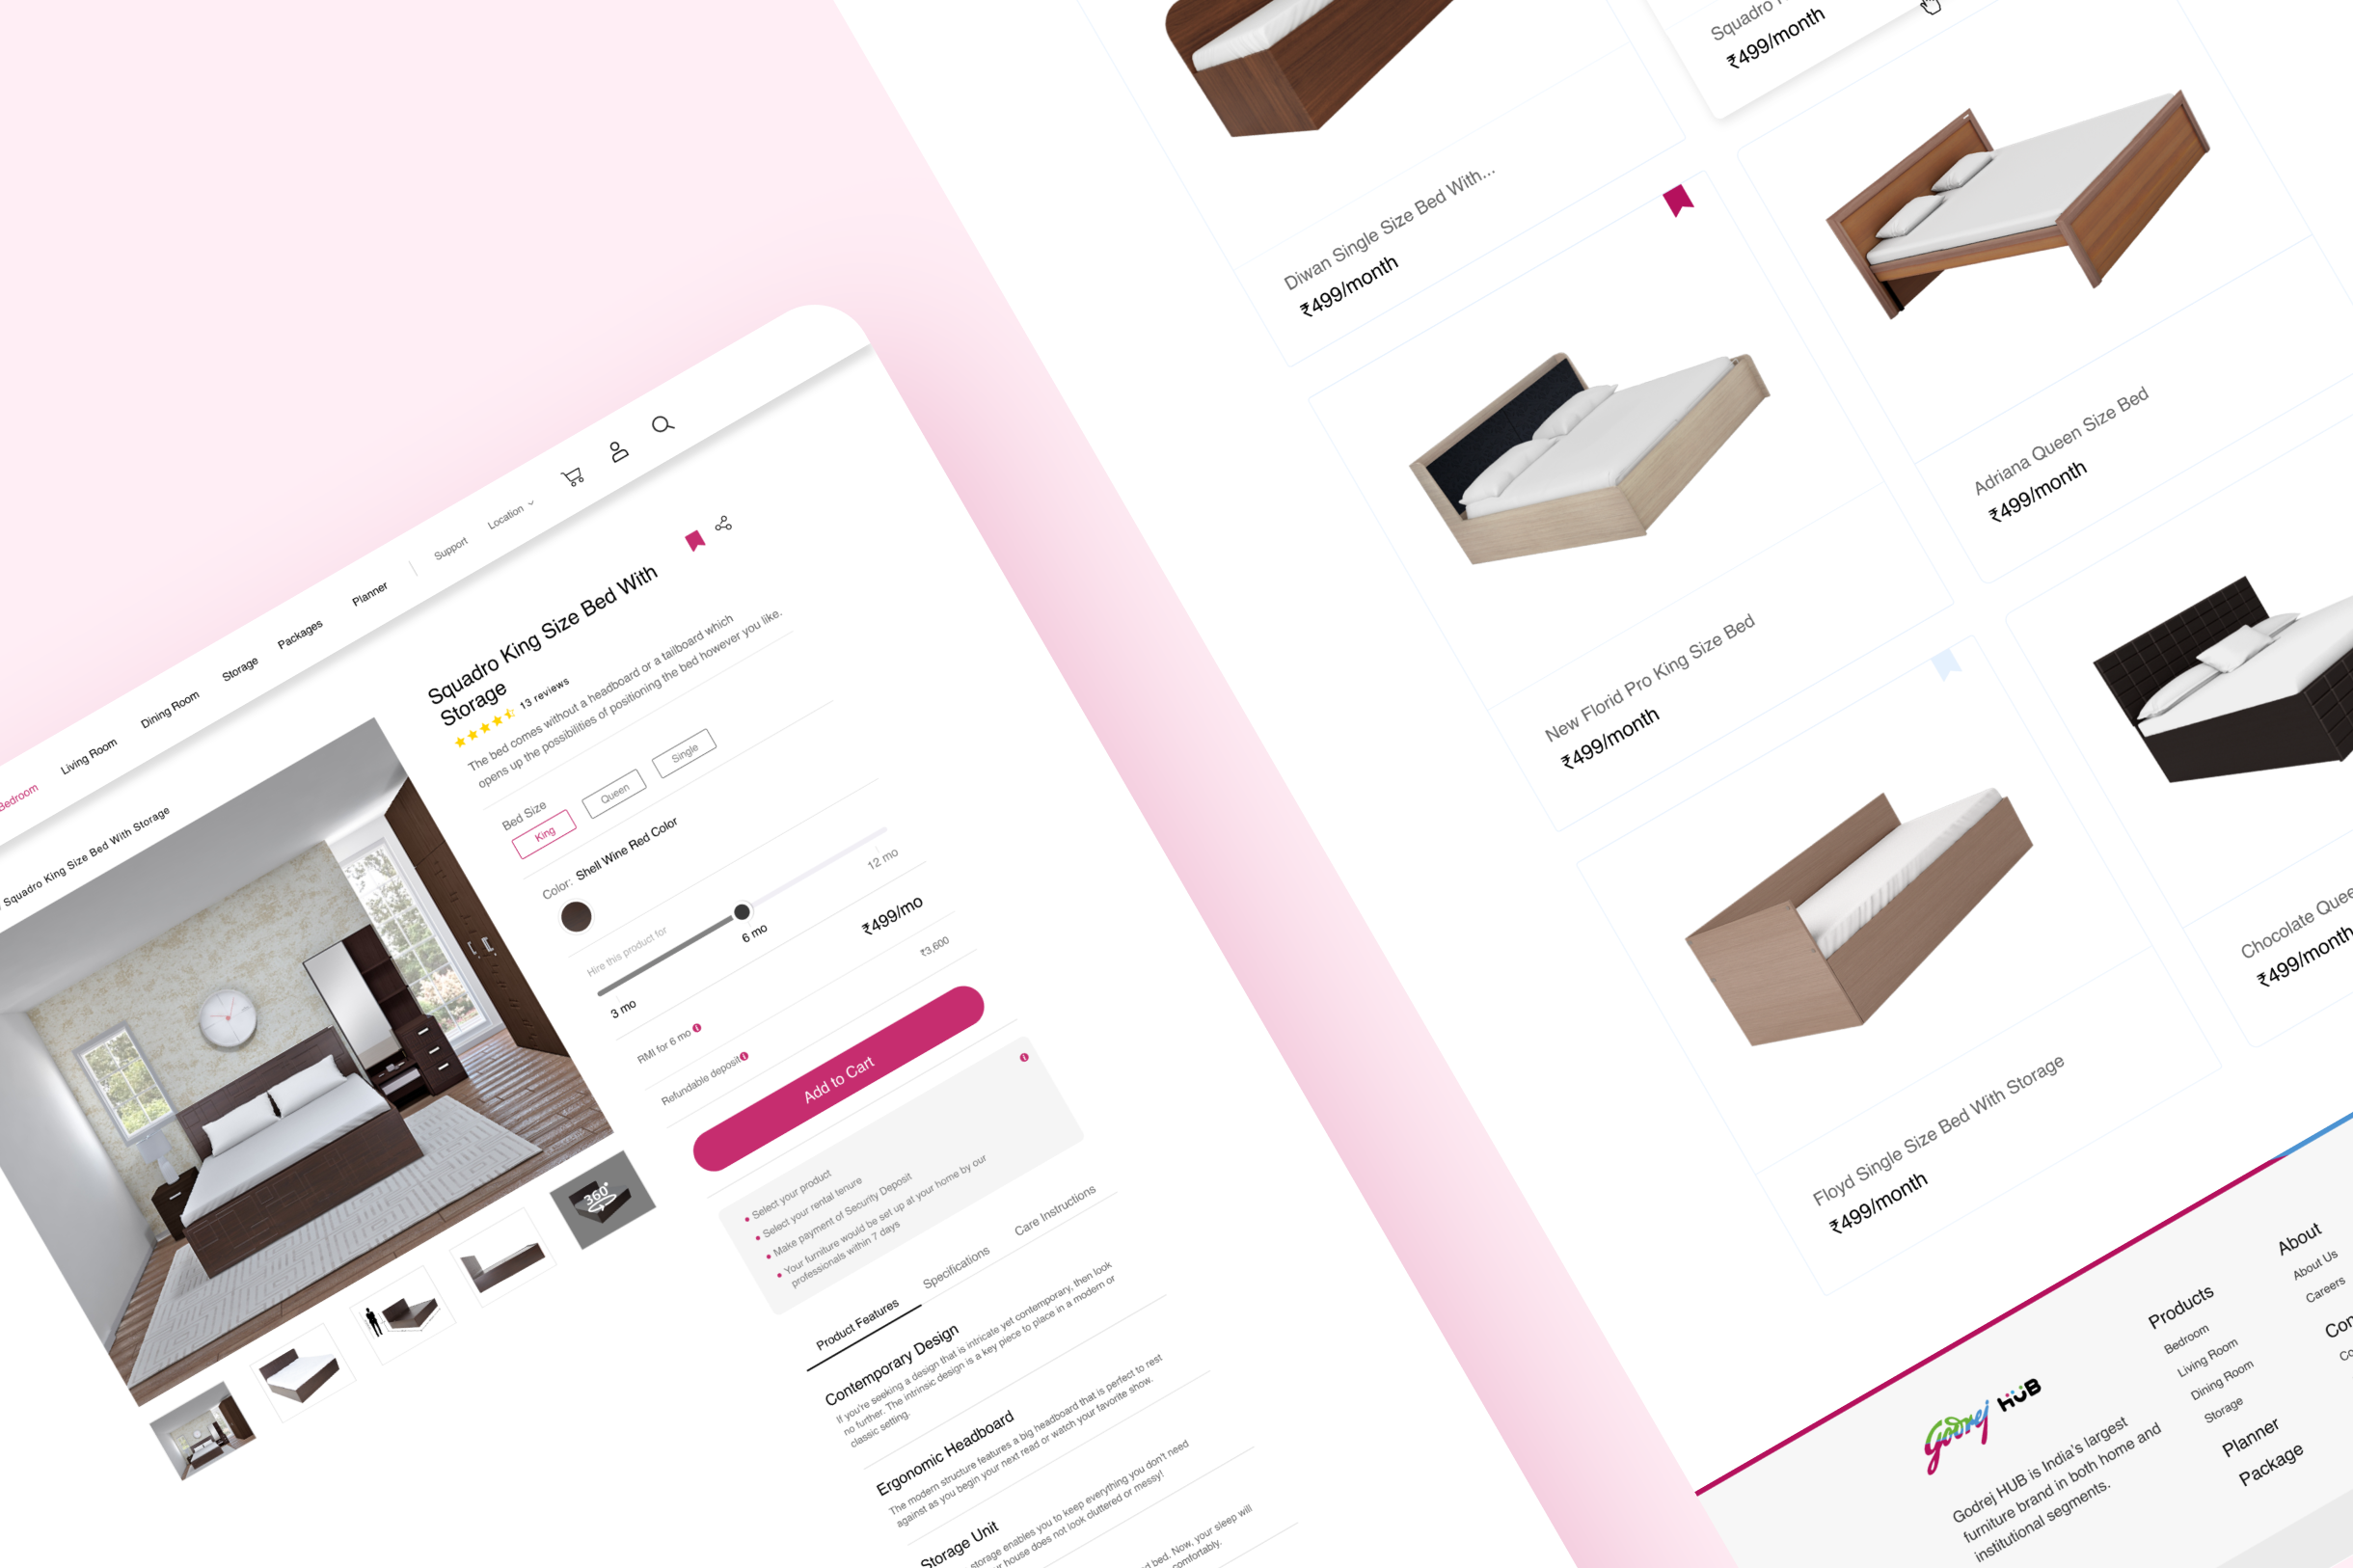 Bedroom
Living Room
Dining Room
Storage
Packages
Planner
Support
Location
Squadro King Size Bed With Storage
Squadro King Size Bed With
Storage
13 reviews
The bed comes without a headboard or a tailboard which
opens up the possibilities of positioning the bed however you like.
Bed Size
King
Queen
Single
Color: Shell Wine Red Color
Hire this product for
3 mo
6 mo
12 mo
RMI for 6 mo
₹499/mo
Refundable deposit
₹3,600
Add to Cart
Select your product
Select your rental tenure
Make payment of Security Deposit
Your furniture would be set up at your home by our
professionals within 7 days
Product Features
Specifications
Care Instructions
Contemporary Design
If you're seeking a design that is intricate yet contemporary, then look
no further. The intrinsic design is a key piece to place in a modern or
classic setting.
Ergonomic Headboard
The modern structure features a big headboard that is perfect to rest
against as you begin your next read or watch your favorite show.
Storage Unit
storage enables you to keep everything you don't need
house does not look cluttered or messy!
bed. Now, your sleep will
360°
Diwan Single Size Bed With...
₹499/month
Squadro
₹499/month
New Florid Pro King Size Bed
₹499/month
Adriana Queen Size Bed
₹499/month
Floyd Single Size Bed With Storage
₹499/month
Chocolate
₹499/month
Godrej HUB
Godrej HUB is India's largest
furniture brand in both home and
institutional segments.
Products
Bedroom
Living Room
Dining Room
Storage
Planner
Package
About
About Us
Careers